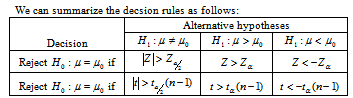 We can summarize the decsion rules as follows:
Alternative hypotheses
Decision H₁ : μ ≠ μ₀ H₁ : μ > μ₀ H₁ : μ < μ₀
Reject H₀ : μ = μ₀ if |Z| > Z_{α/2} Z > Z_α Z < −Z_α
Reject H₀ : μ = μ₀ if |t| > t_{α/2}(n−1) t > t_α(n−1) t < −t_α(n−1)